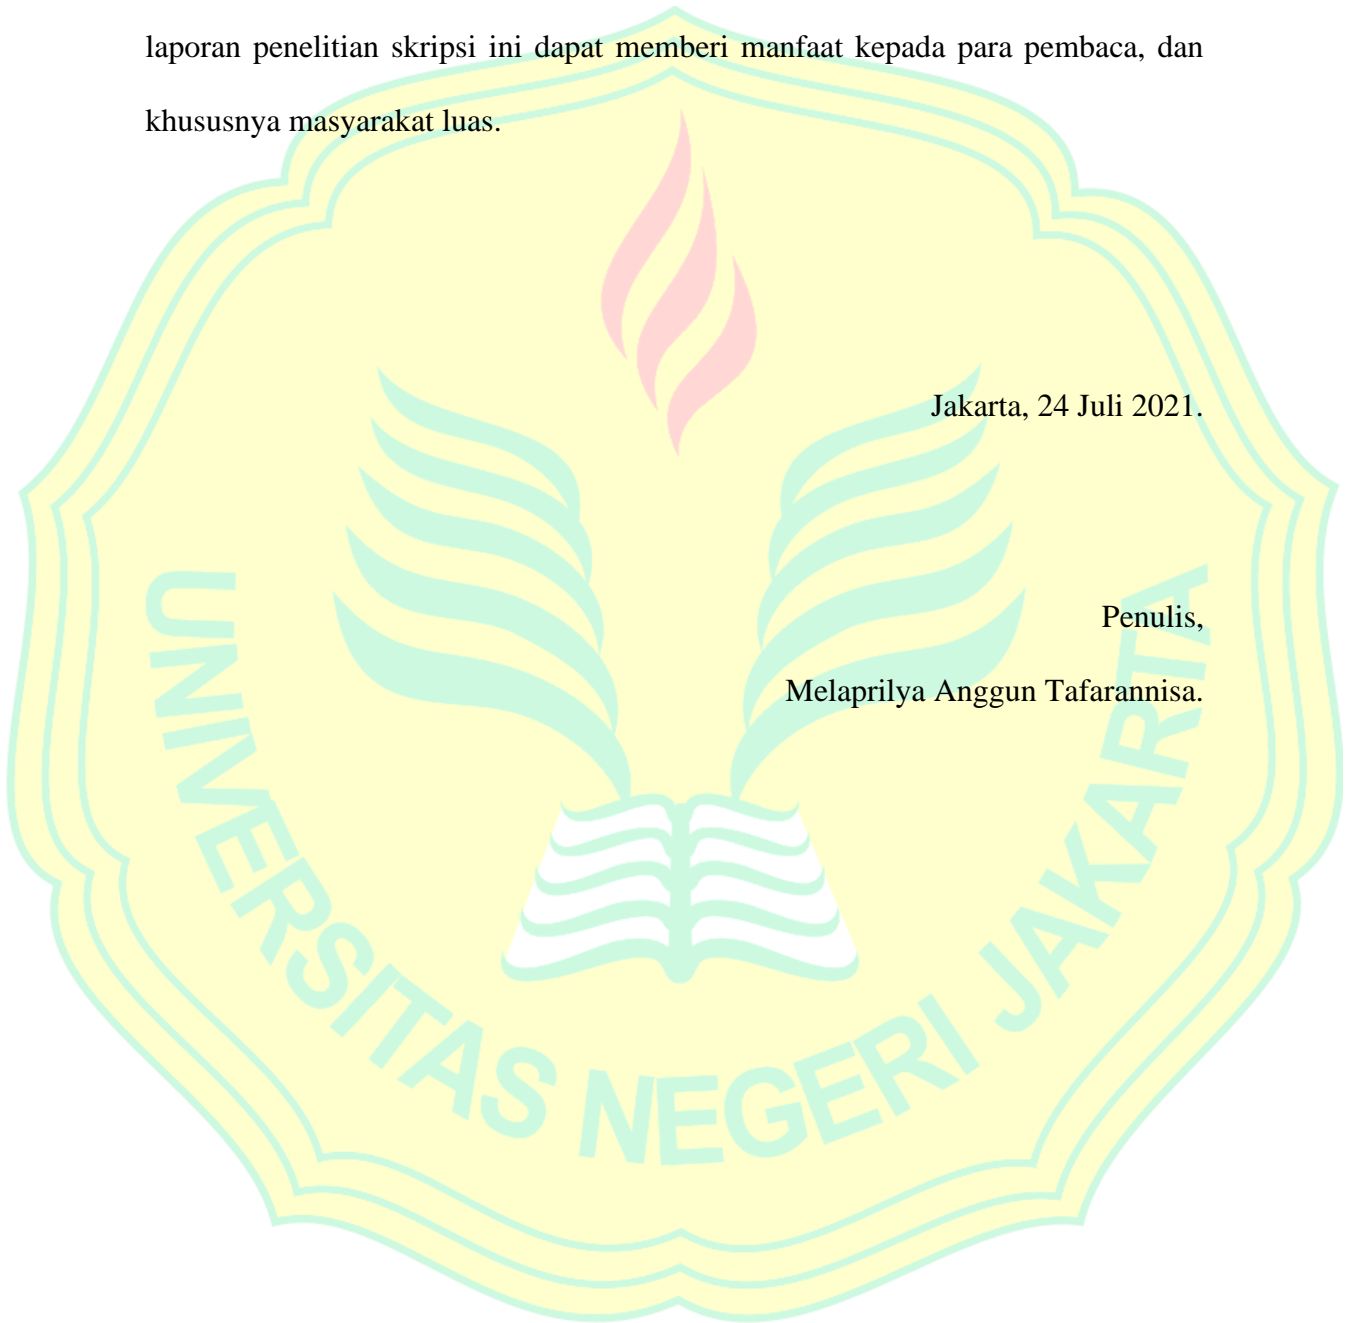 laporan penelitian skripsi ini dapat memberi manfaat kepada para pembaca, dan
khususnya masyarakat luas.
Jakarta, 24 Juli 2021.
Penulis,
Melaprilya Anggun Tafarannisa.
UNIVERSITAS NEGERI JAKARTA